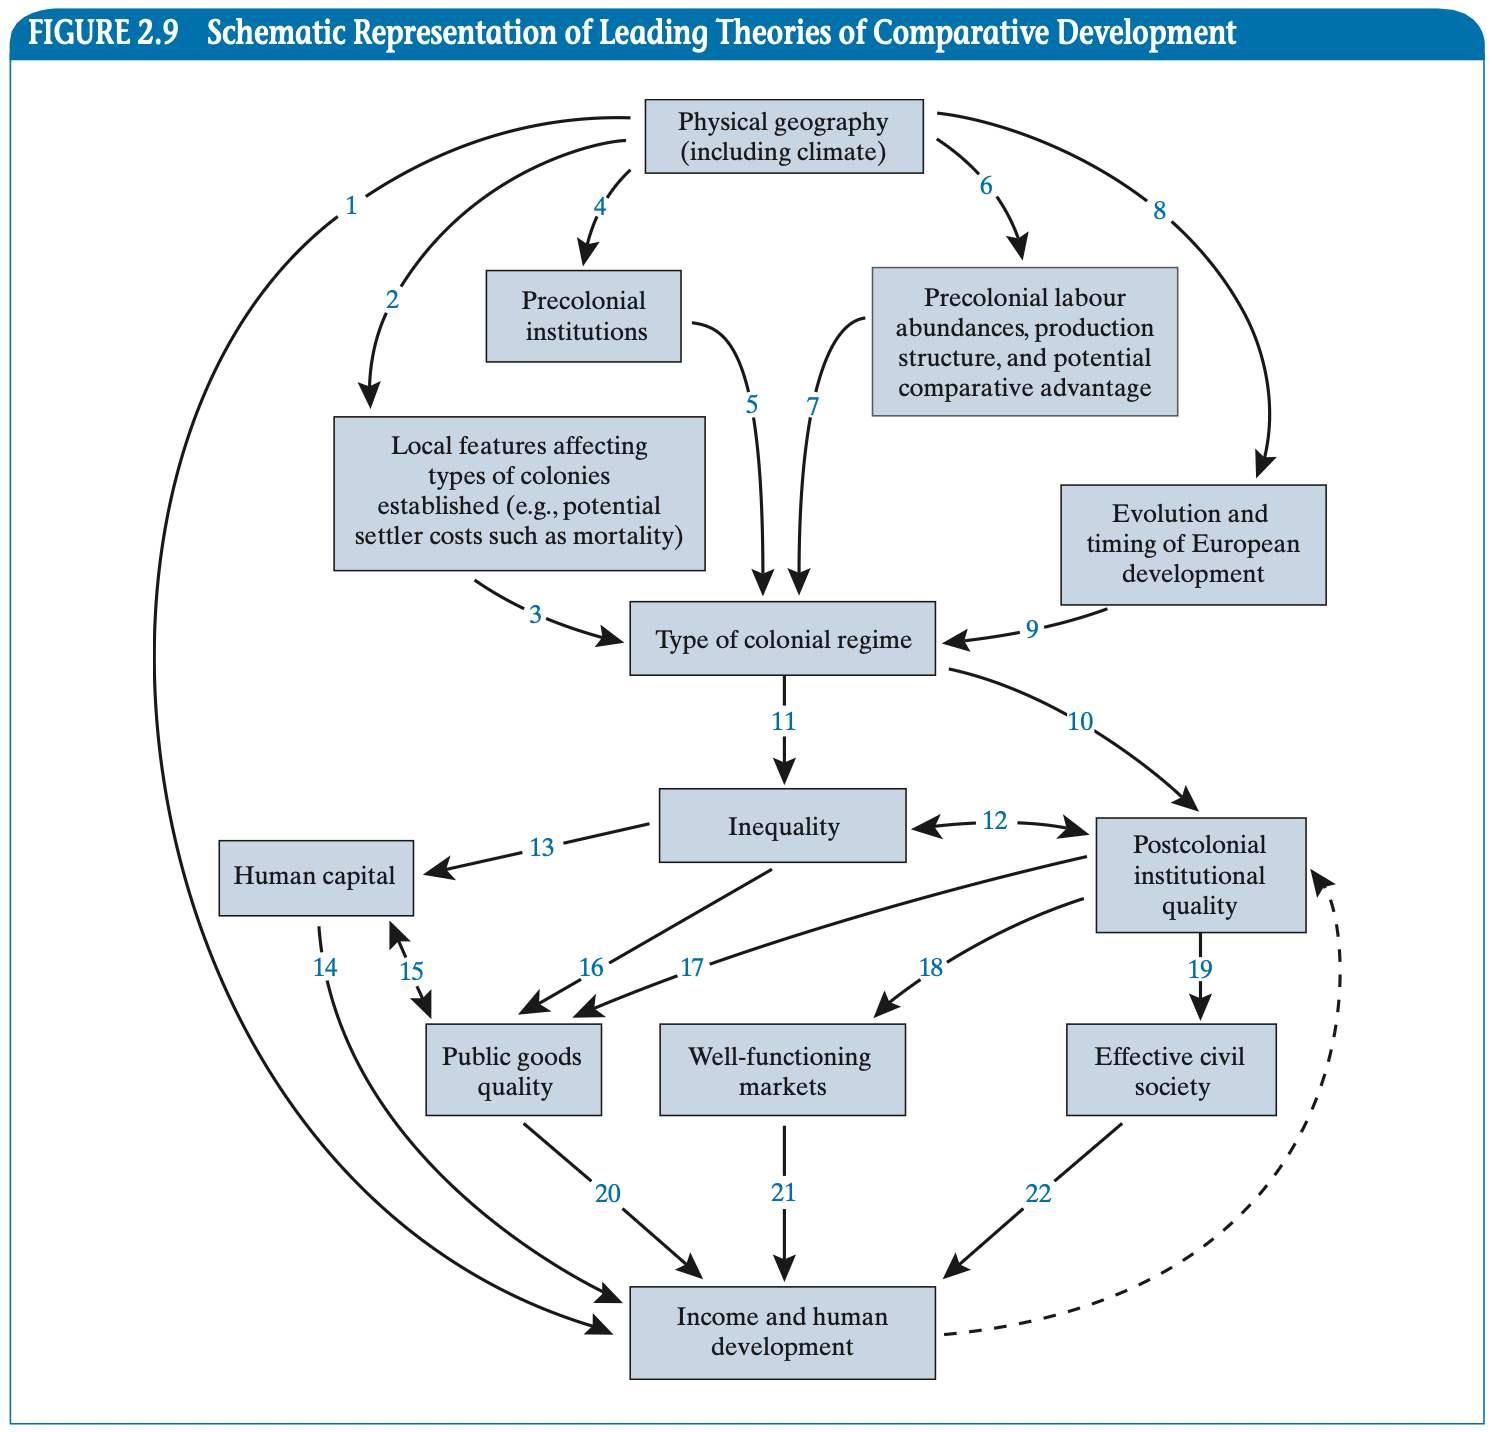 FIGURE 2.9 Schematic Representation of Leading Theories of Comparative Development
Physical geography
(including climate)
1
4
6
8
2
Precolonial
institutions
Precolonial labour
abundances, production
structure, and potential
comparative advantage
5
7
Local features affecting
types of colonies
established (e.g., potential
settler costs such as mortality)
Evolution and
timing of European
development
3
9
Type of colonial regime
11
10
Inequality
12
13
Human capital
Postcolonial
institutional
quality
14
15
16
17
18
19
Public goods
quality
Well-functioning
markets
Effective civil
society
20
21
22
Income and human
development